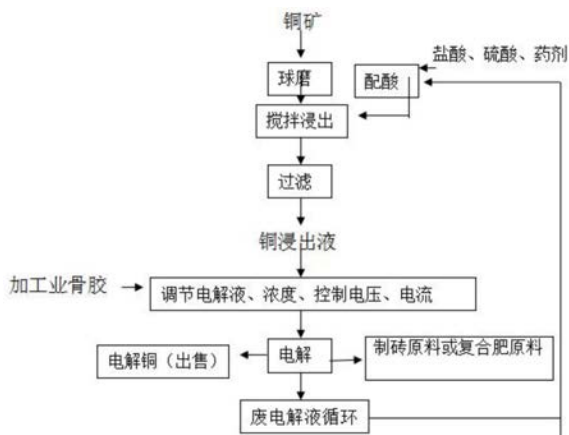 铜矿
盐酸、硫酸、药剂
球磨
配酸
搅拌浸出
过滤
铜浸出液
加工业骨胶
调节电解液、浓度、控制电压、电流
电解铜（出售）
电解
制砖原料或复合肥原料
废电解液循环